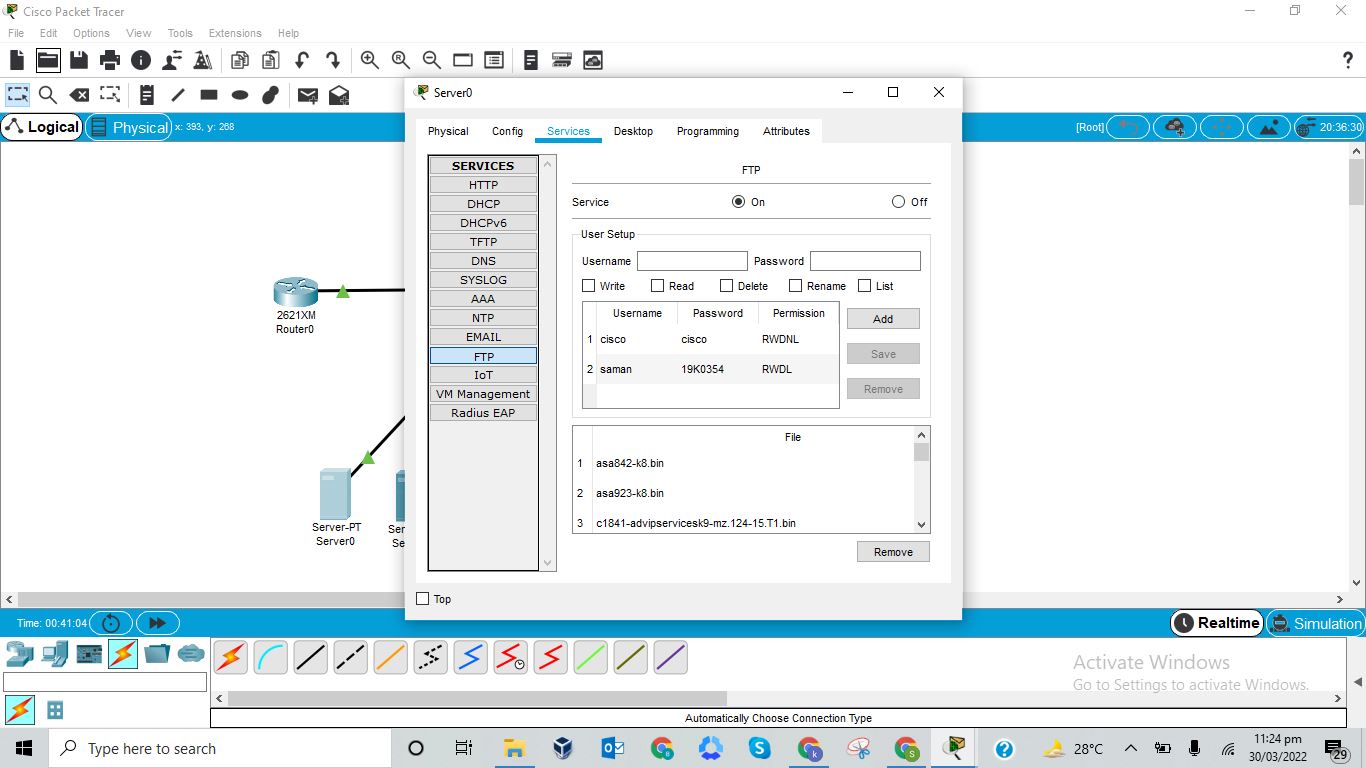 Cisco Packet Tracer
File Edit Options View Tools Extensions Help
Logical Physical x: 393, y: 268 [Root] 20:36:30
Server0
Physical Config Services Desktop Programming Attributes
SERVICES
HTTP
DHCP
DHCPv6
TFTP
DNS
SYSLOG
AAA
NTP
EMAIL
FTP
IoT
VM Management
Radius EAP
FTP
Service On Off
User Setup
Username Password
Write Read Delete Rename List
Username Password Permission
1 cisco cisco RWDNL
2 saman 19K0354 RWDL
Add
Save
Remove
File
1 asa842-k8.bin
2 asa923-k8.bin
3 c1841-advipservicesk9-mz.124-15.T1.bin
Remove
Top
2621XM
Router0
Server-PT
Server0
Ser
Se
Time: 00:41:04 Realtime Simulation
Activate Windows
Go to Settings to activate Windows.
Automatically Choose Connection Type
Type here to search
28°C
11:24 pm
30/03/2022
29